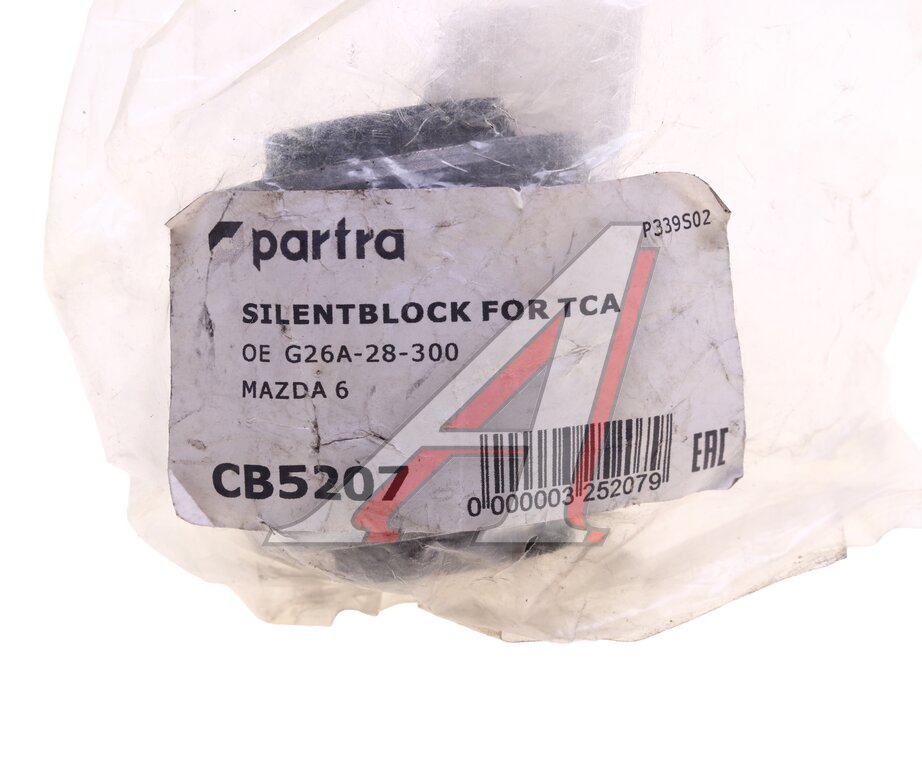 partra
P339S02
SILENTBLOCK FOR TCA
OE G26A-28-300
MAZDA 6
CB5207
0 000003 252079
EAC